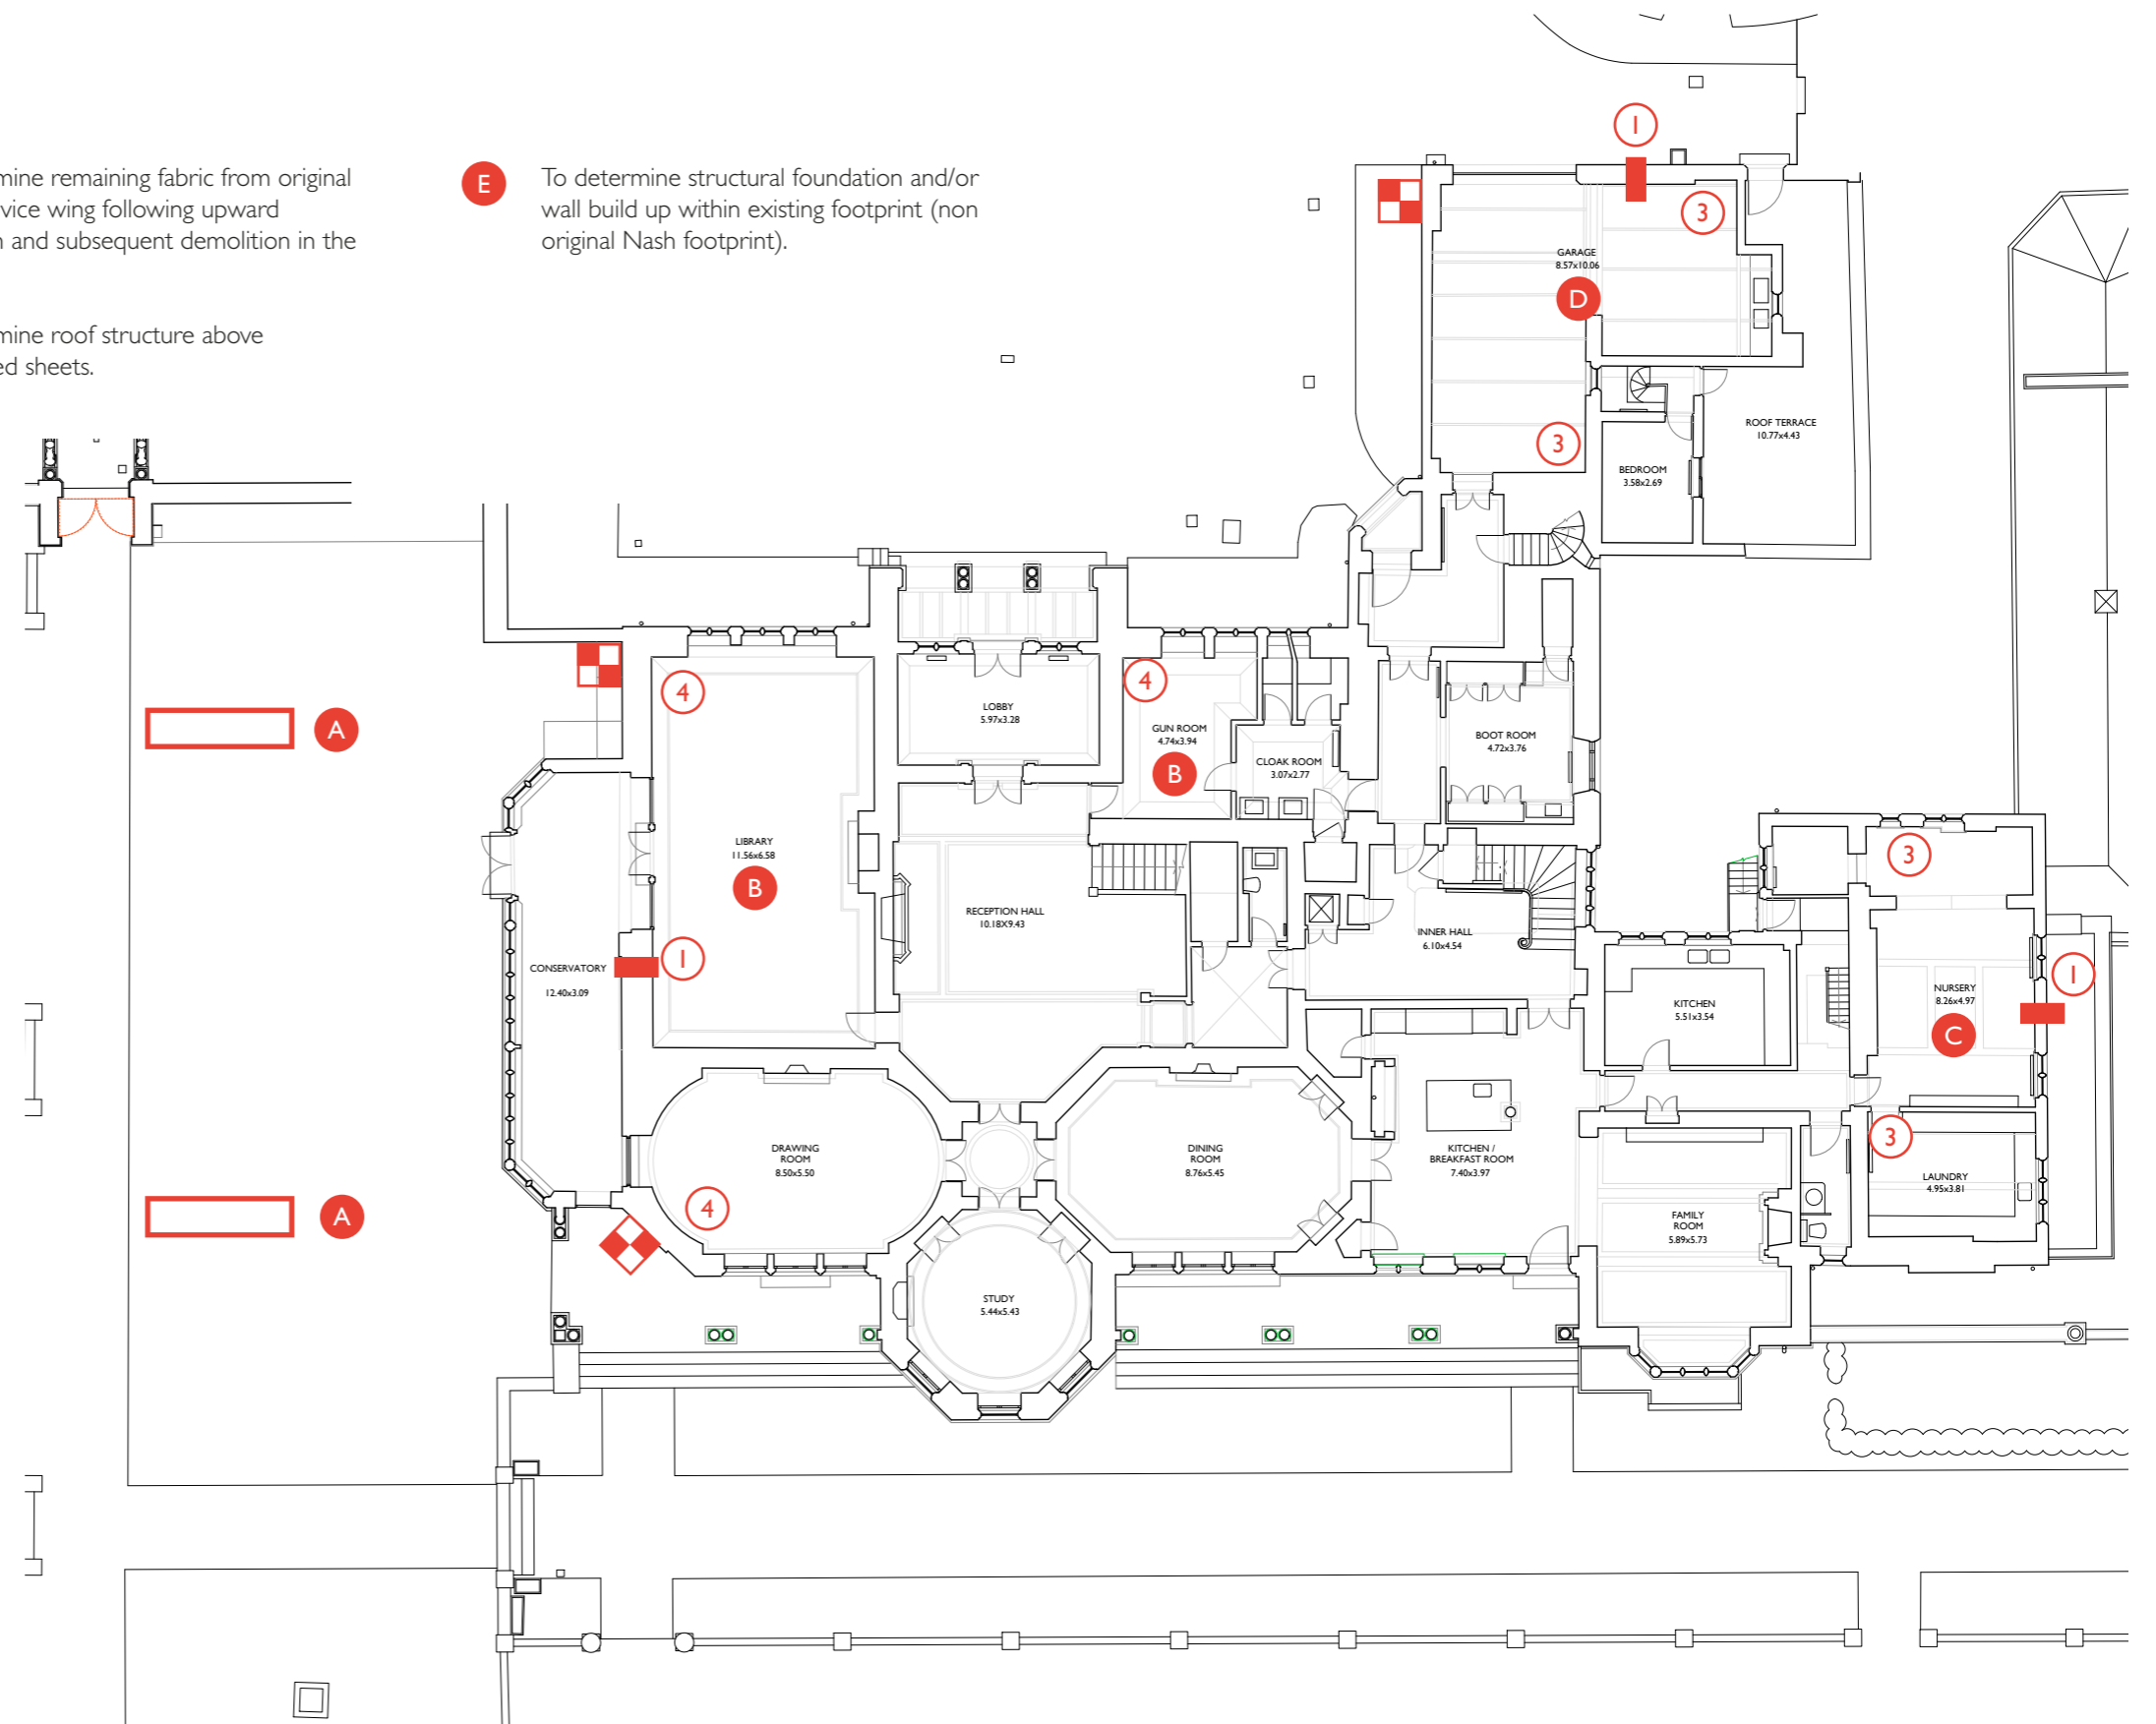 mine remaining fabric from original
vice wing following upward
n and subsequent demolition in the
mine roof structure above
ed sheets.
E
To determine structural foundation and/or
wall build up within existing footprint (non
original Nash footprint).
1
3
GARAGE
8.57x10.06
D
3
ROOF TERRACE
10.77x4.43
BEDROOM
3.58x2.69
4
LOBBY
5.97x3.28
4
GUN ROOM
4.74x3.94
B
CLOAK ROOM
3.07x2.77
BOOT ROOM
4.72x3.76
A
LIBRARY
11.56x6.58
B
RECEPTION HALL
10.18X9.43
INNER HALL
6.10x4.54
3
1
CONSERVATORY
12.40x3.09
KITCHEN
5.51x3.54
NURSERY
8.26x4.97
C
1
DRAWING
ROOM
8.50x5.50
4
DINING
ROOM
8.76x5.45
KITCHEN /
BREAKFAST ROOM
7.40x3.97
3
LAUNDRY
4.95x3.81
A
FAMILY
ROOM
5.89x5.73
STUDY
5.44x5.43